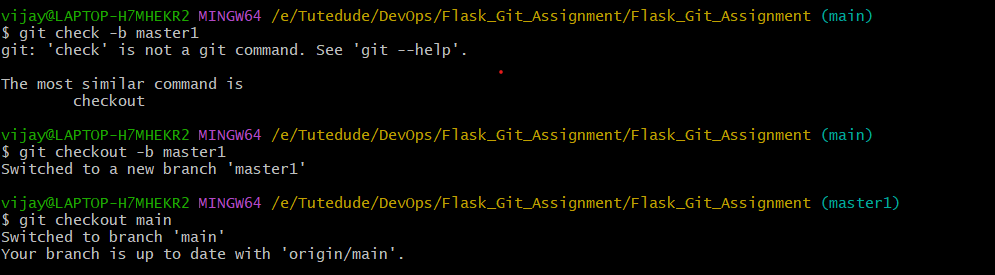 vijay@LAPTOP-H7MHEKR2 MINGW64 /e/Tutedude/DevOps/Flask_Git_Assignment/Flask_Git_Assignment (main)
$ git check -b master1
git: 'check' is not a git command. See 'git --help'.
The most similar command is
checkout
vijay@LAPTOP-H7MHEKR2 MINGW64 /e/Tutedude/DevOps/Flask_Git_Assignment/Flask_Git_Assignment (main)
$ git checkout -b master1
Switched to a new branch 'master1'
vijay@LAPTOP-H7MHEKR2 MINGW64 /e/Tutedude/DevOps/Flask_Git_Assignment/Flask_Git_Assignment (master1)
$ git checkout main
Switched to branch 'main'
Your branch is up to date with 'origin/main'.